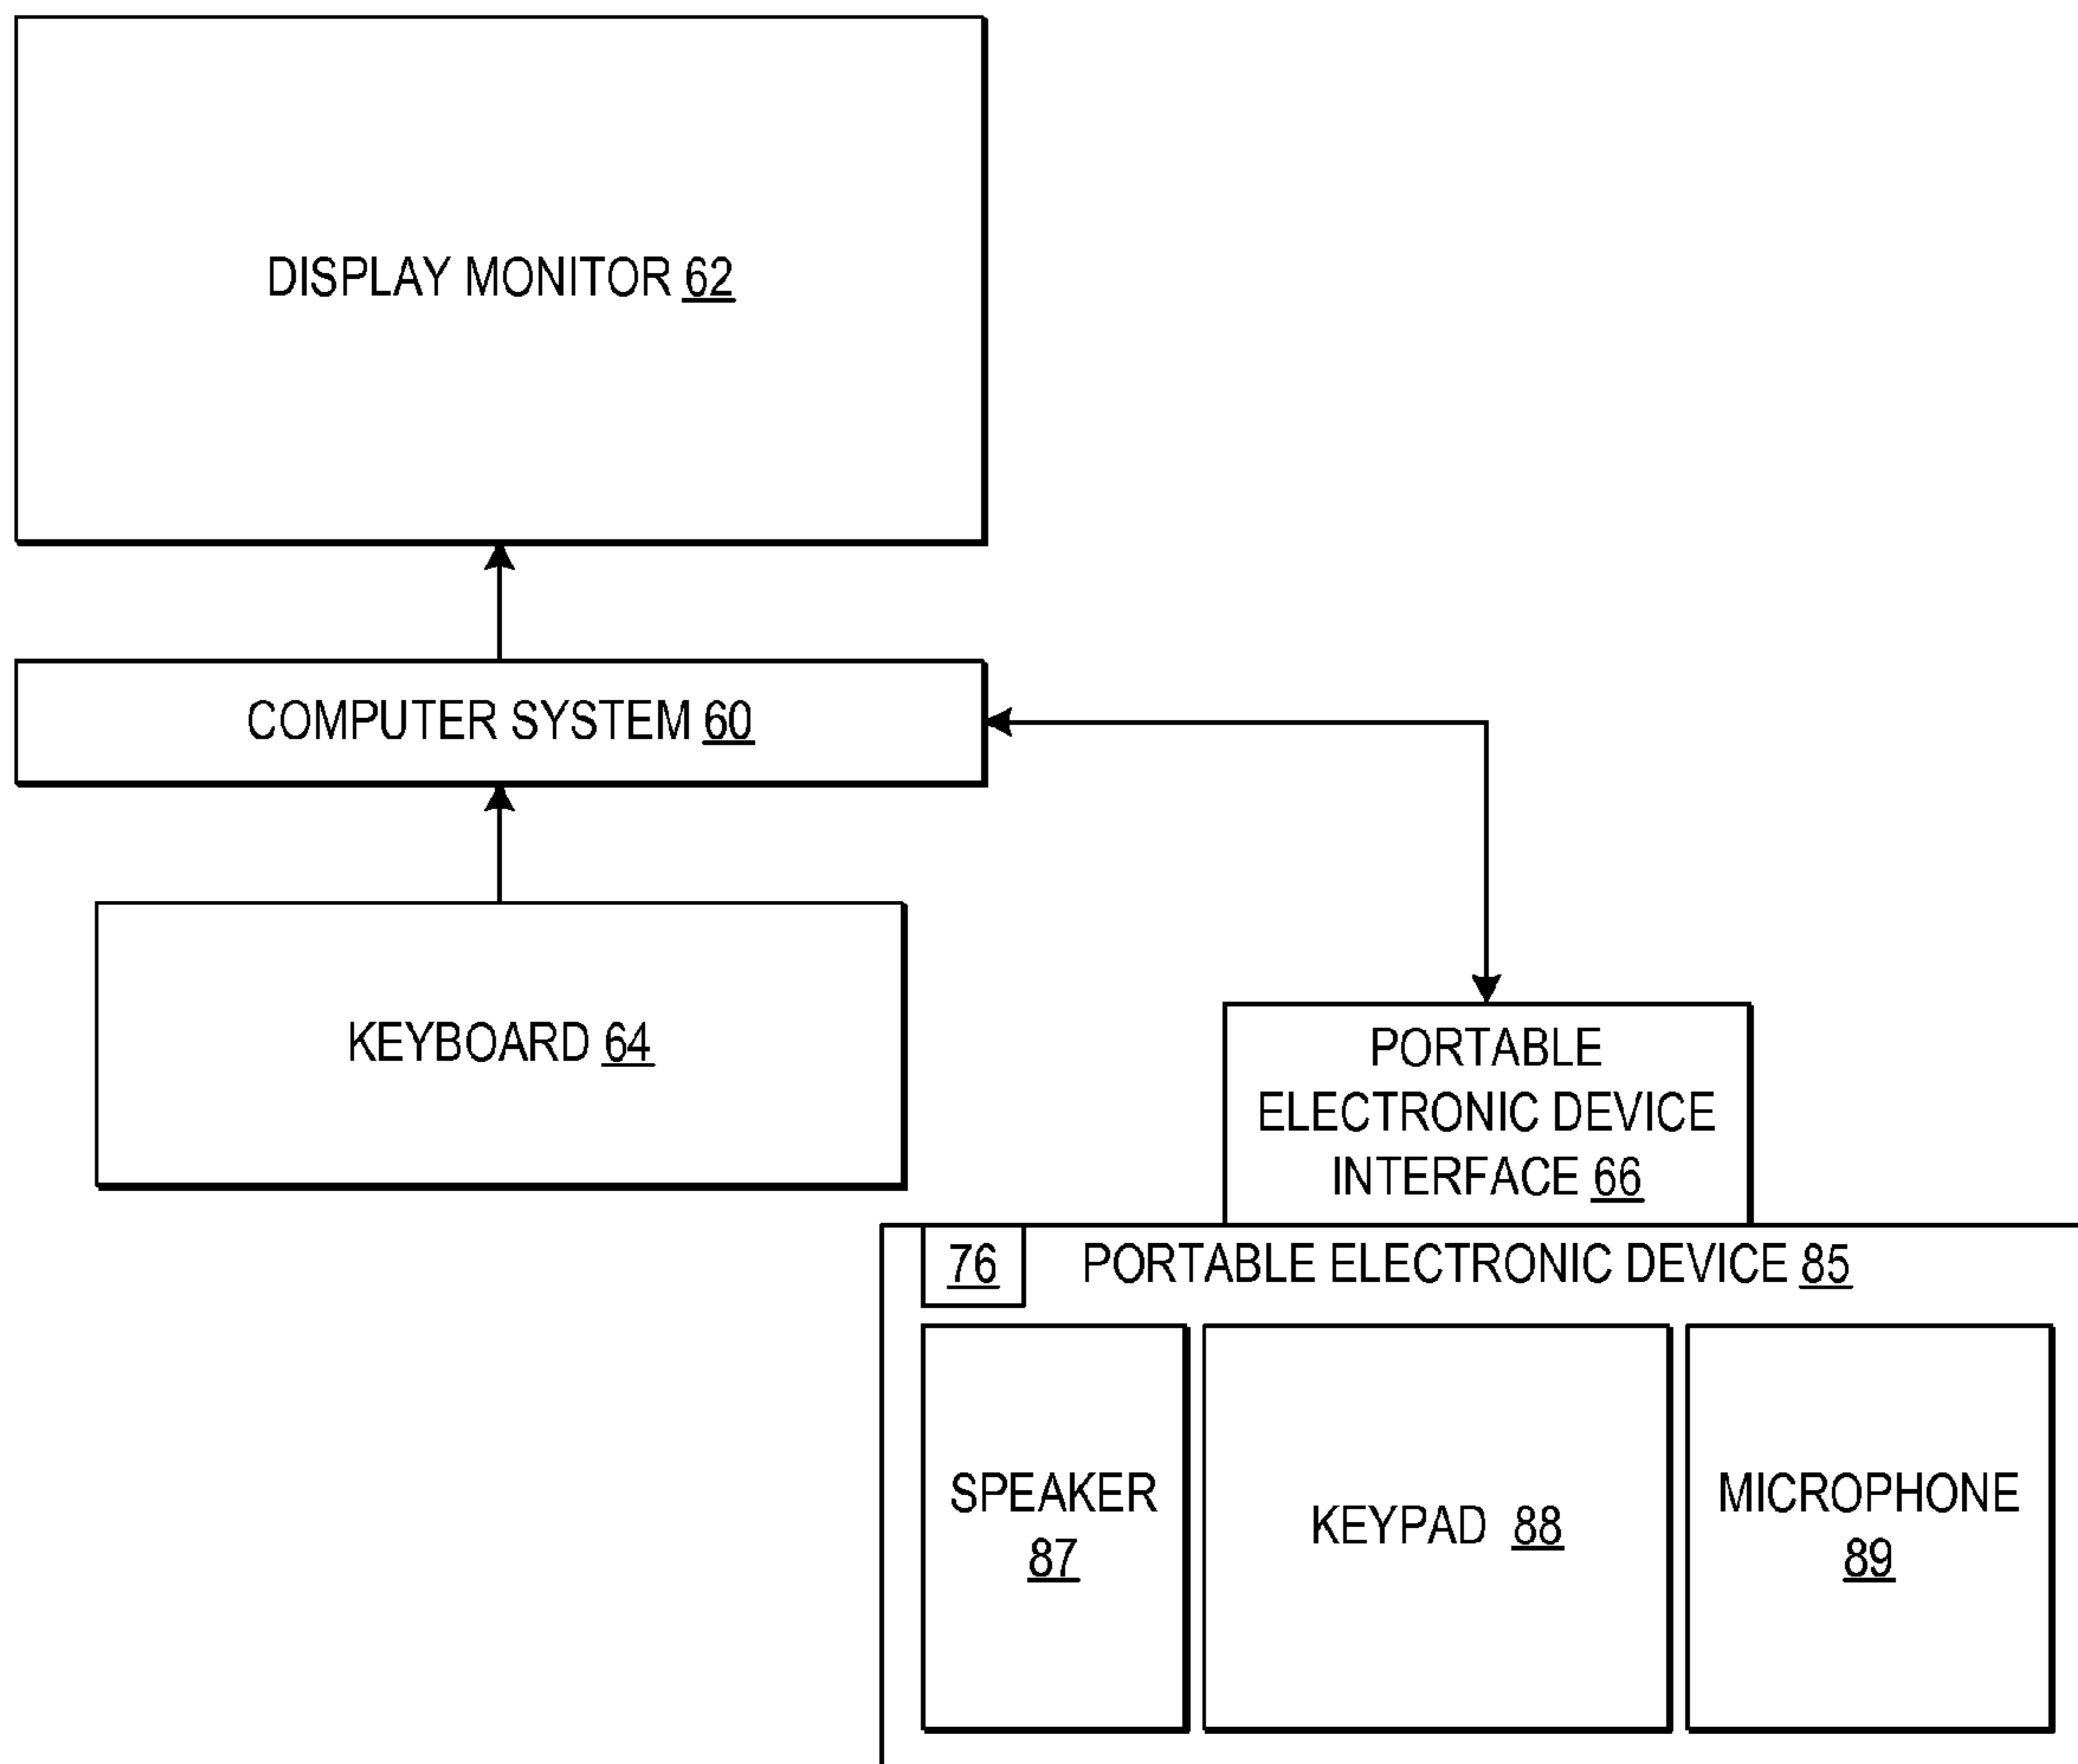 DISPLAY MONITOR 62
COMPUTER SYSTEM 60
KEYBOARD 64
PORTABLE
ELECTRONIC DEVICE
INTERFACE 66
76 PORTABLE ELECTRONIC DEVICE 85
SPEAKER
87
KEYPAD 88
MICROPHONE
89